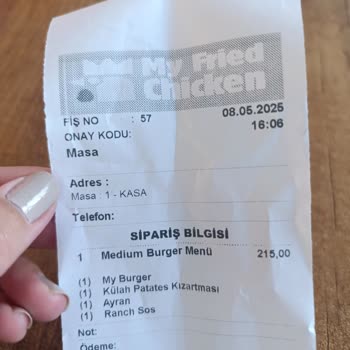 My Fried
Chicken
FİŞ NO : 57 08.05.2025
ONAY KODU: 16:06
Masa
Adres :
Masa : 1 - KASA
Telefon:
SİPARİŞ BİLGİSİ
1 Medium Burger Menü 215,00
(1) My Burger
(1) Külah Patates Kızartması
(1) Ayran
(1) Ranch Sos
Not:
Ödeme: